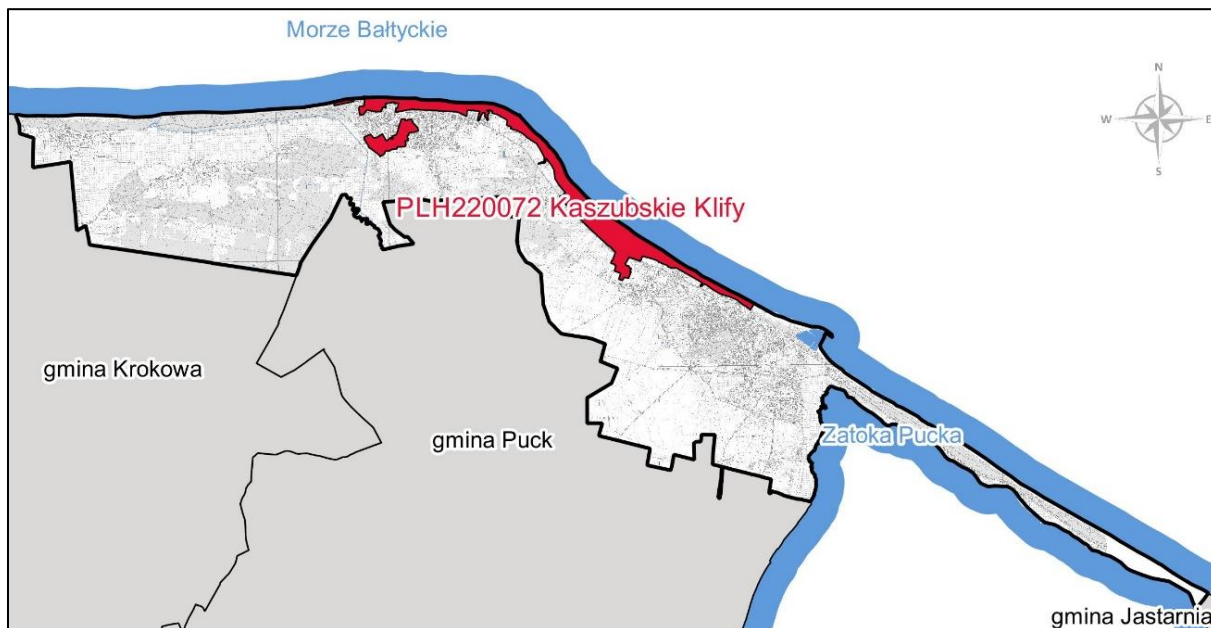 Morze Bałtyckie
N
W
E
S
PLH220072 Kaszubskie Klify
gmina Krokowa
gmina Puck
Zatoka Pucka
gmina Jastarnia